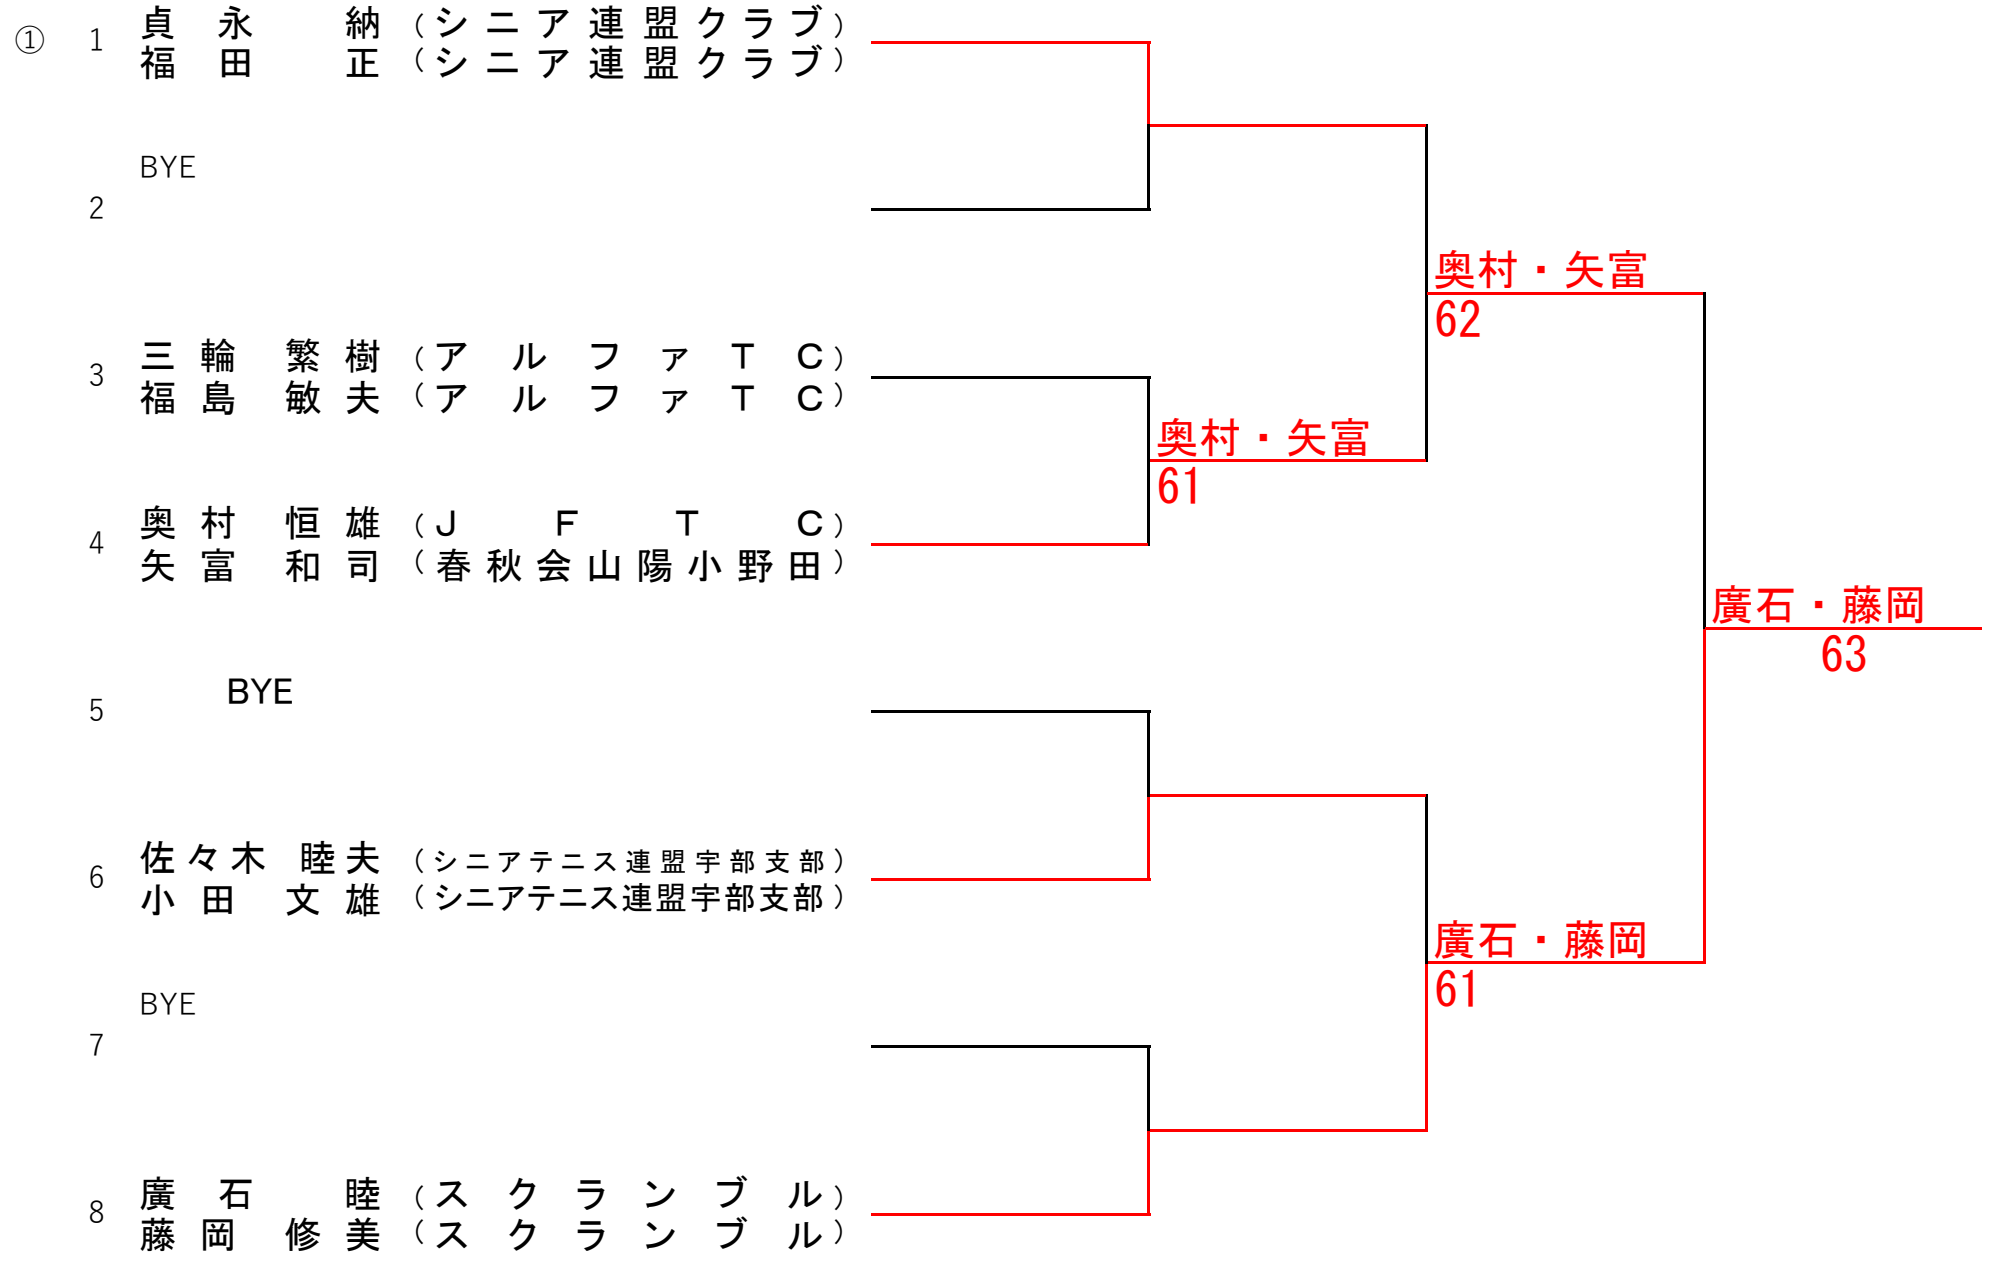 ① 1 貞永 納 (シニア連盟クラブ)
福田 正 (シニア連盟クラブ)
BYE
2
奥村・矢富
62
3 三輪 繁樹 (アルファTC)
福島 敏夫 (アルファTC)
奥村・矢富
61
4 奥村 恒雄 (JFTC)
矢富 和司 (春秋会山陽小野田)
廣石・藤岡
63
5 BYE
6 佐々木 睦夫 (シニアテニス連盟宇部支部)
小田 文雄 (シニアテニス連盟宇部支部)
廣石・藤岡
61
BYE
7
8 廣石 睦 (スクランブル)
藤岡 修美 (スクランブル)